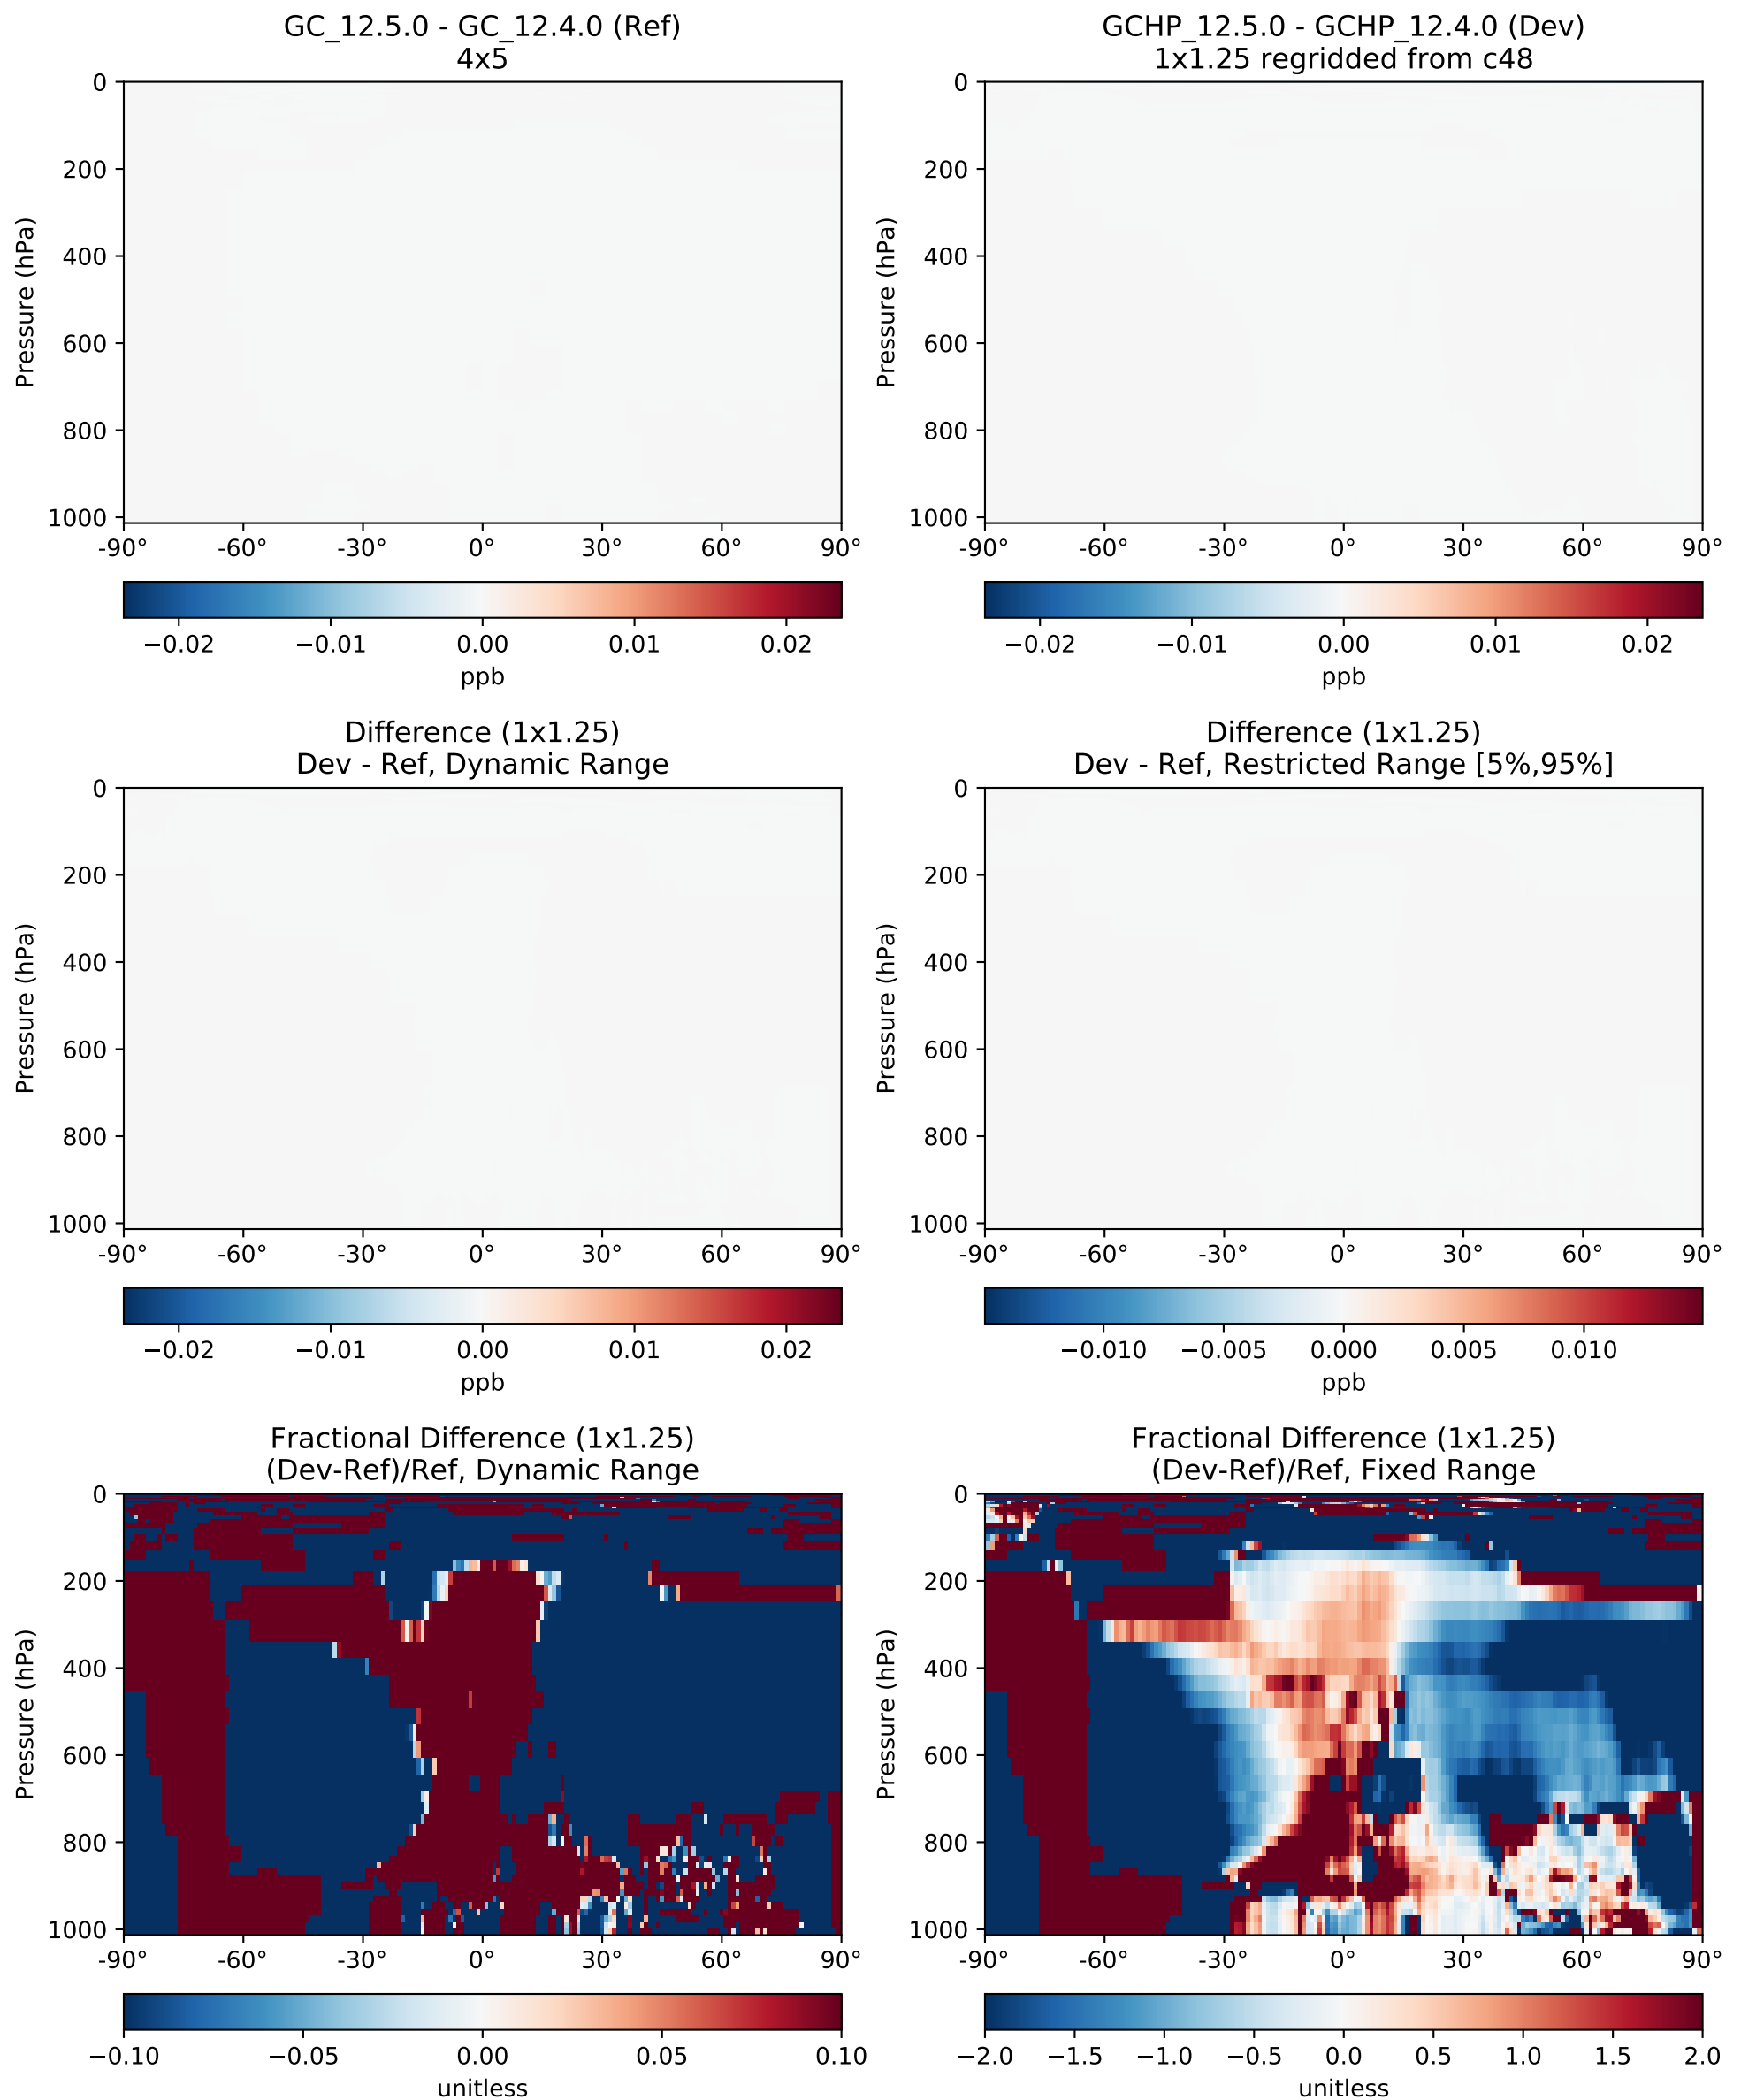 GC_12.5.0 - GC_12.4.0 (Ref)
4x5
0
200
400
600
800
1000
Pressure (hPa)
-90° -60° -30° 0° 30° 60° 90°
−0.02 −0.01 0.00 0.01 0.02
ppb
GCHP_12.5.0 - GCHP_12.4.0 (Dev)
1x1.25 regridded from c48
0
200
400
600
800
1000
Pressure (hPa)
-90° -60° -30° 0° 30° 60° 90°
−0.02 −0.01 0.00 0.01 0.02
ppb
Difference (1x1.25)
Dev - Ref, Dynamic Range
0
200
400
600
800
1000
Pressure (hPa)
-90° -60° -30° 0° 30° 60° 90°
−0.02 −0.01 0.00 0.01 0.02
ppb
Difference (1x1.25)
Dev - Ref, Restricted Range [5%,95%]
0
200
400
600
800
1000
Pressure (hPa)
-90° -60° -30° 0° 30° 60° 90°
−0.010 −0.005 0.000 0.005 0.010
ppb
Fractional Difference (1x1.25)
(Dev-Ref)/Ref, Dynamic Range
0
200
400
600
800
1000
Pressure (hPa)
-90° -60° -30° 0° 30° 60° 90°
−0.10 −0.05 0.00 0.05 0.10
unitless
Fractional Difference (1x1.25)
(Dev-Ref)/Ref, Fixed Range
0
200
400
600
800
1000
Pressure (hPa)
-90° -60° -30° 0° 30° 60° 90°
−2.0 −1.5 −1.0 −0.5 0.0 0.5 1.0 1.5 2.0
unitless